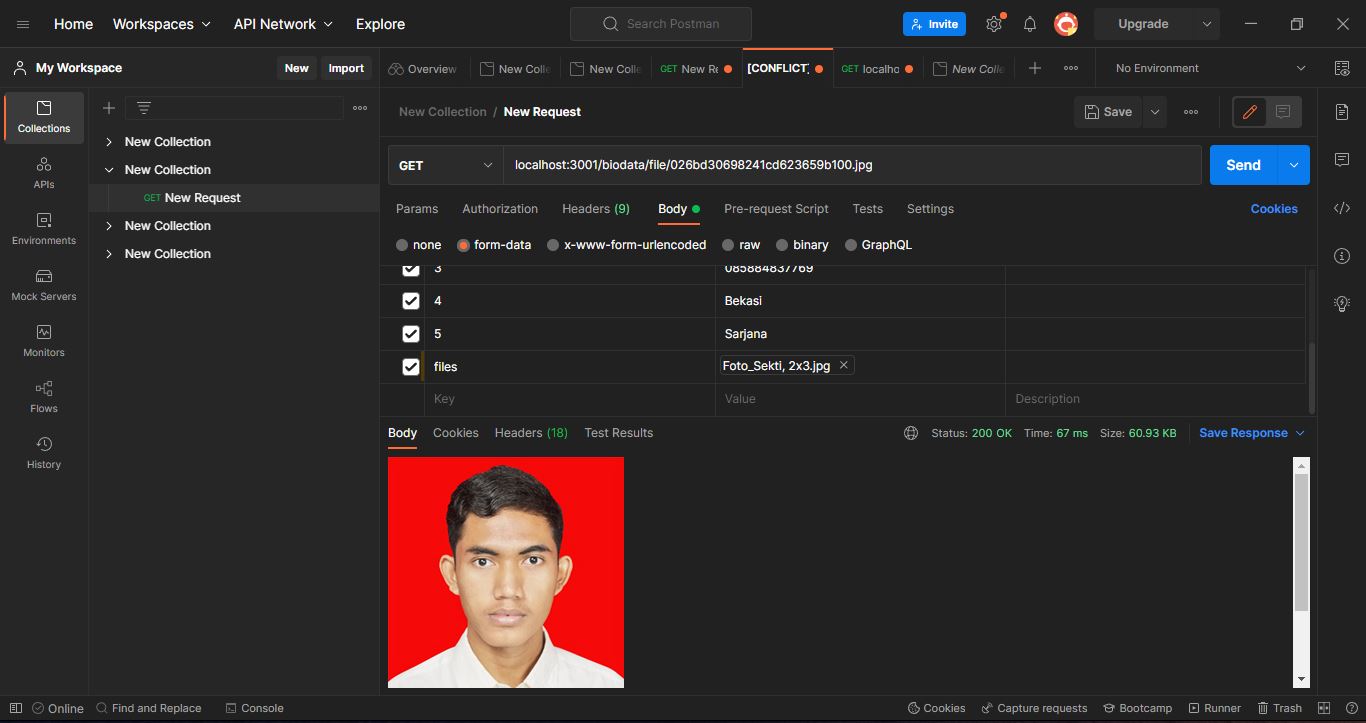 Home Workspaces API Network Explore Search Postman Invite Upgrade
My Workspace New Import Overview New Colle New Colle GET New Re [CONFLICT] GET localho New Colle No Environment
Collections
APIs
Environments
Mock Servers
Monitors
Flows
History
New Collection
New Collection
GET New Request
New Collection
New Collection
New Collection / New Request Save
GET localhost:3001/biodata/file/026bd30698241cd623659b100.jpg Send
Params Authorization Headers (9) Body Pre-request Script Tests Settings Cookies
none form-data x-www-form-urlencoded raw binary GraphQL
3 085884837769
4 Bekasi
5 Sarjana
files Foto_Sekti, 2x3.jpg
Key Value Description
Body Cookies Headers (18) Test Results Status: 200 OK Time: 67 ms Size: 60.93 KB Save Response
Online Find and Replace Console Cookies Capture requests Bootcamp Runner Trash